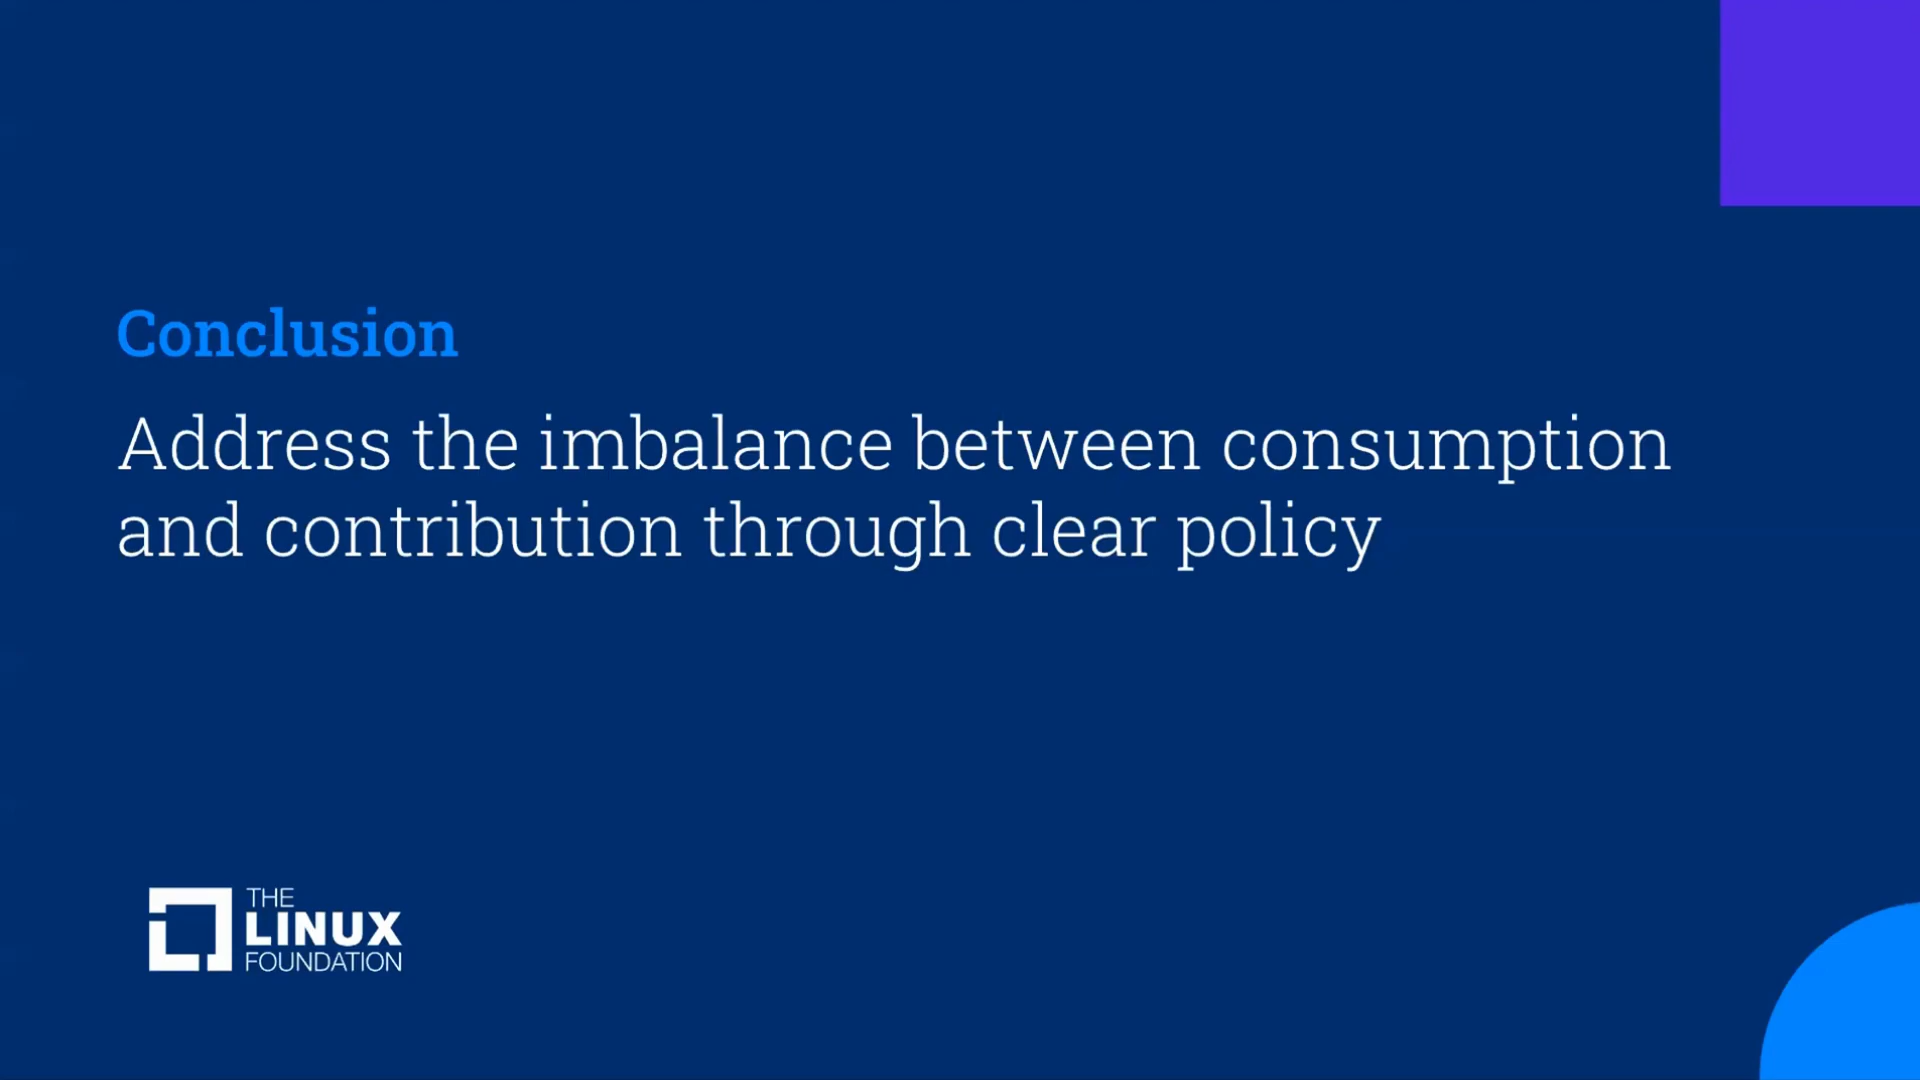 Conclusion
Address the imbalance between consumption
and contribution through clear policy
THE
LINUX
FOUNDATION